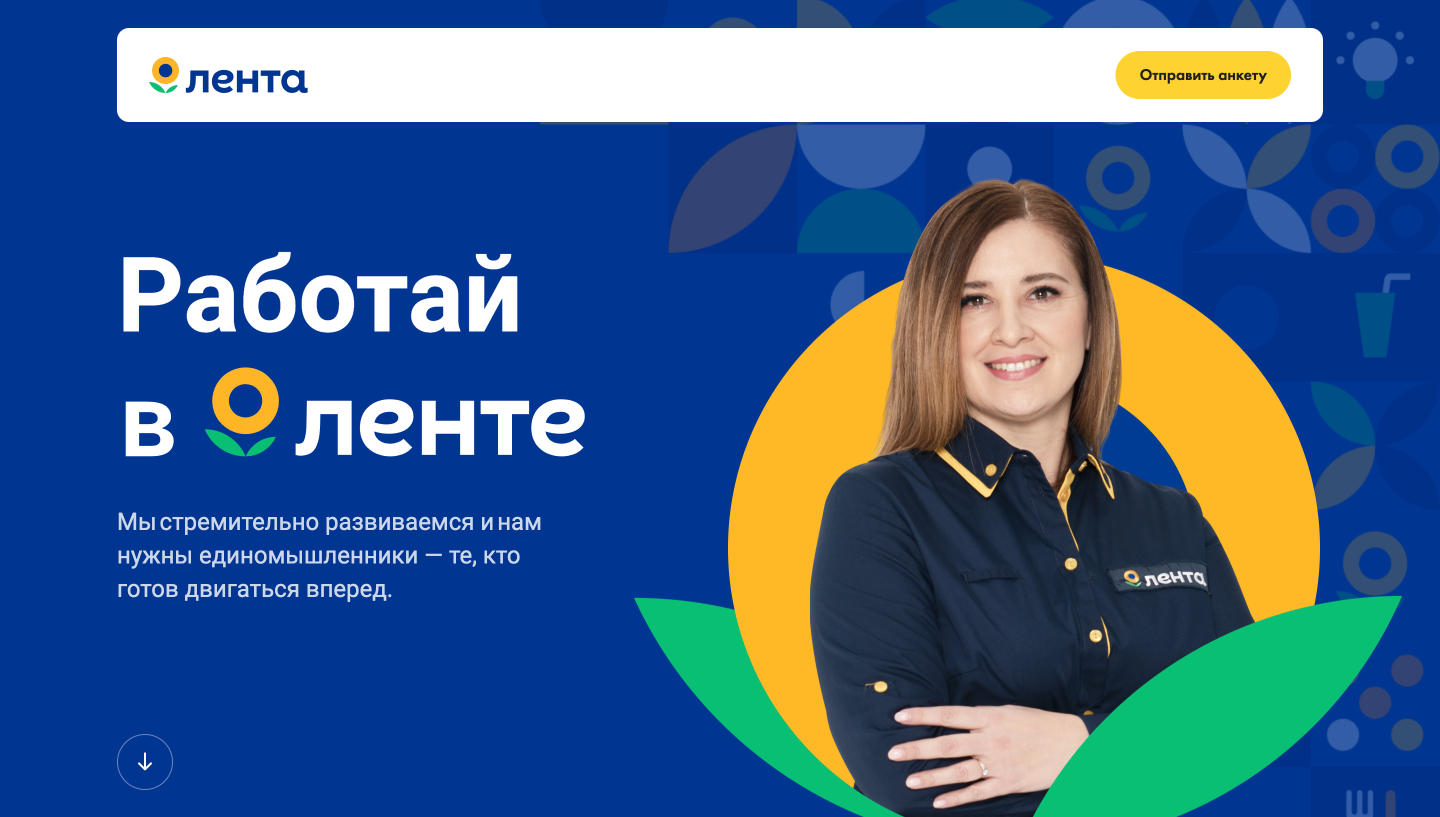 лента
Отправить анкету
Работай
в ленте
Мы стремительно развиваемся и нам
нужны единомышленники — те, кто
готов двигаться вперед.
лента